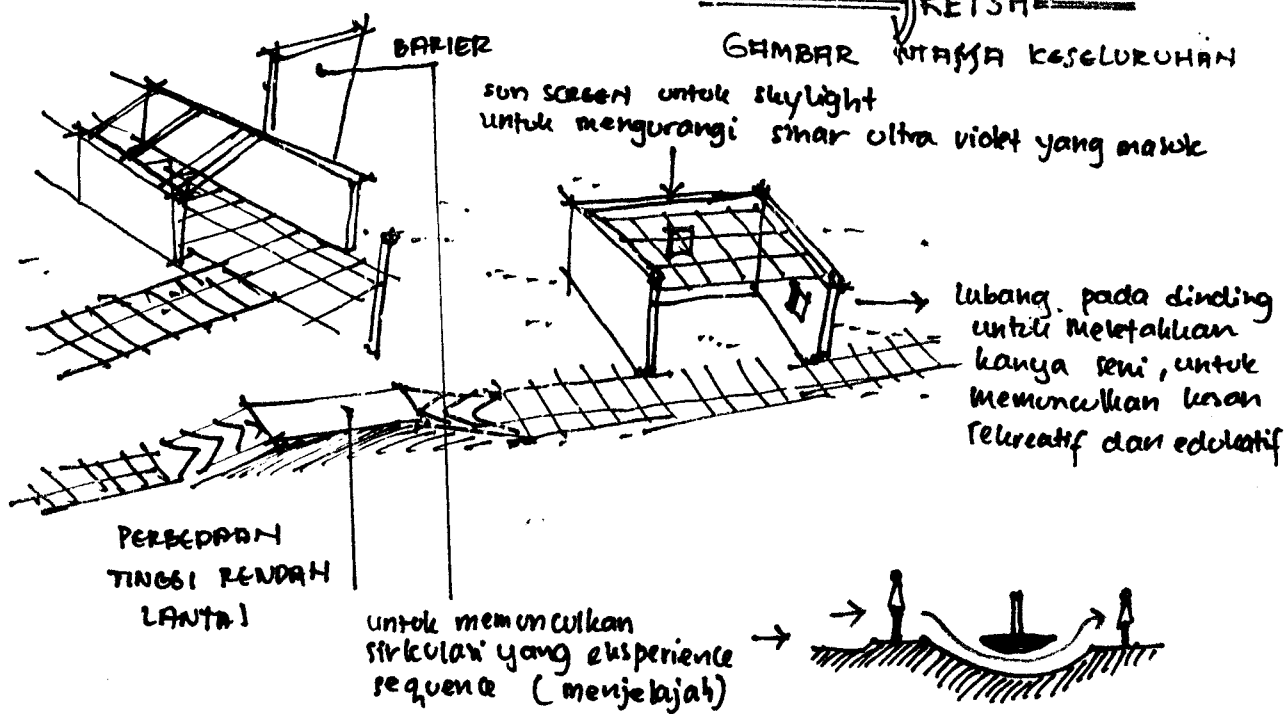 SKETSA
GAMBAR MASSA KESELURUHAN
BARIER
sun SCREEN untuk skylight
untuk mengurangi sinar ultra violet yang masuk
lubang pada dinding
untuk meletakkan
karya seni, untuk
memunculkan kesan
rekreatif dan edukatif
PERBEDAAN
TINGGI RENDAH
LANTAI
untuk memunculkan
sirkulasi yang eksperience
sequence (menjelajah)